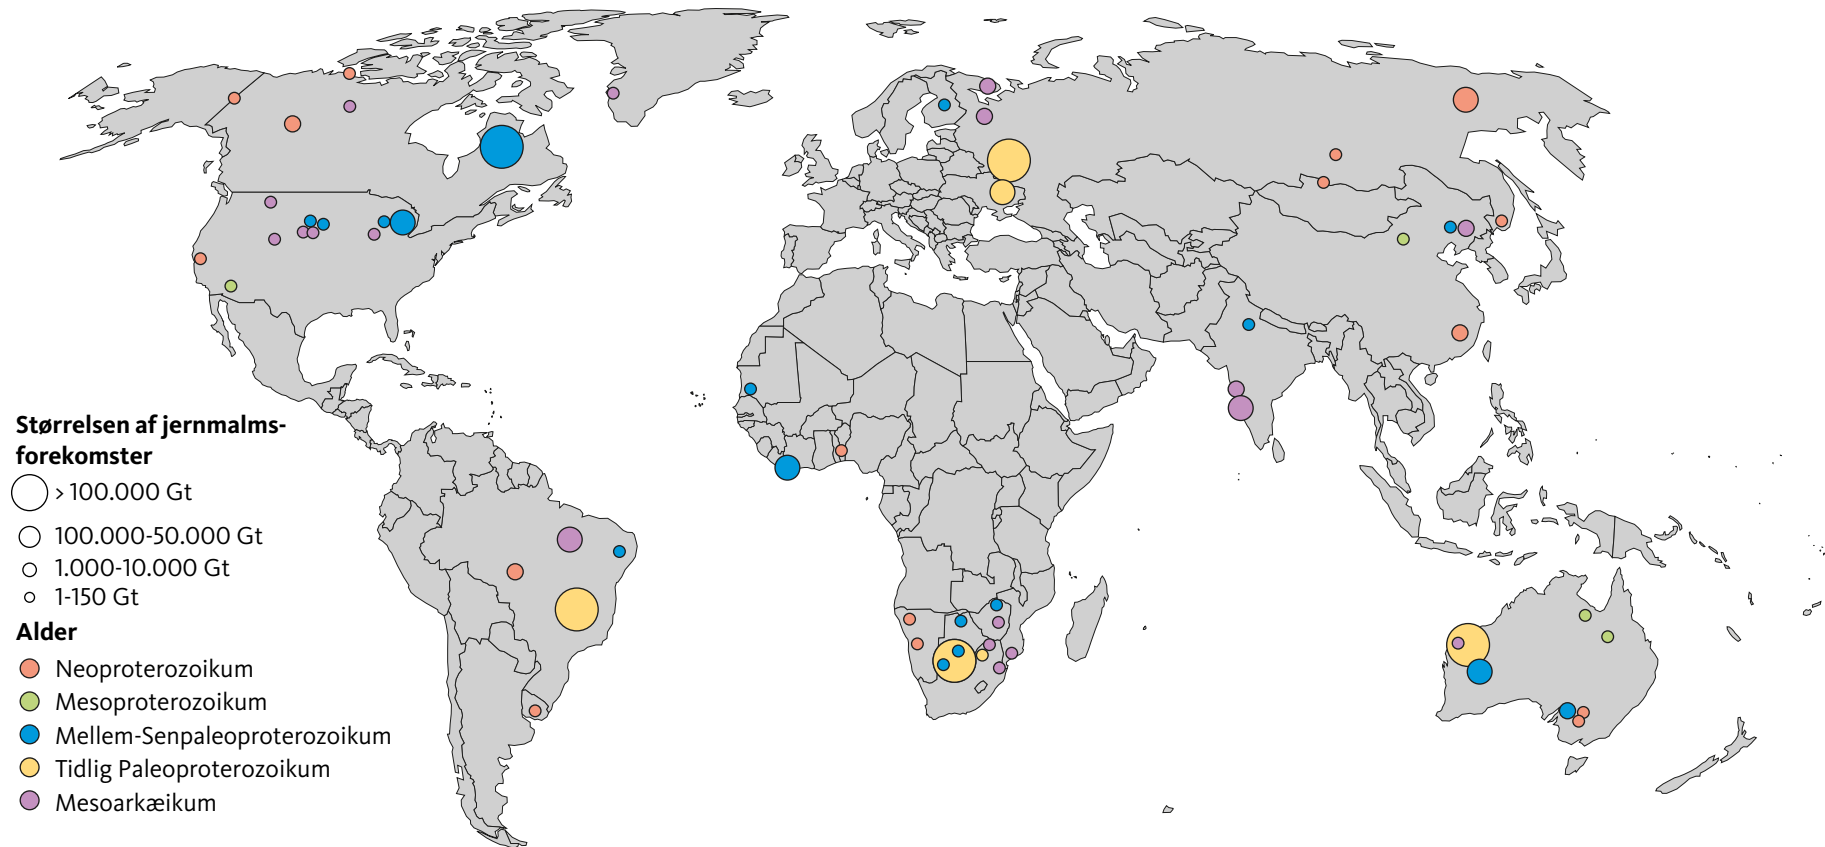 Størrelsen af jernmalms-
forekomster
> 100.000 Gt
100.000-50.000 Gt
1.000-10.000 Gt
1-150 Gt
Alder
Neoproterozoikum
Mesoproterozoikum
Mellem-Senpaleoproterozoikum
Tidlig Paleoproterozoikum
Mesoarkæikum